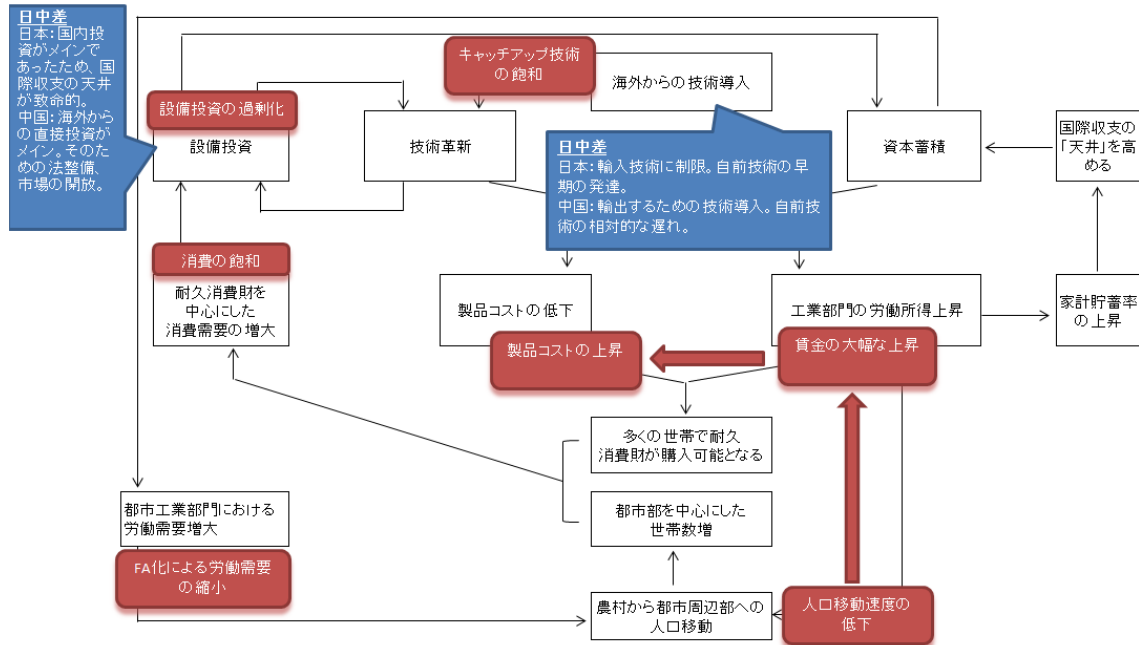 日中差
日本:国内投
資がメインで
あったため、国
際収支の天井
が致命的。
中国:海外か
らの直接投資が
メイン。そのた
めの法整備、
市場の開放。
キャッチアップ技術
の飽和
海外からの技術導入
設備投資の過剰化
設備投資
技術革新
資本蓄積
国際収支の
「天井」を高
める
日中差
日本:輸入技術に制限。自前技術の早
期の発達。
中国:輸出するための技術導入。自前技
術の相対的な遅れ。
消費の飽和
耐久消費財を
中心にした
消費需要の増大
製品コストの低下
工業部門の労働所得上昇
家計貯蓄率
の上昇
製品コストの上昇
賃金の大幅な上昇
多くの世帯で耐久
消費財が購入可能となる
都市工業部門における
労働需要増大
都市部を中心にした
世帯数増
FA化による労働需要
の縮小
農村から都市周辺部への
人口移動
人口移動速度の
低下